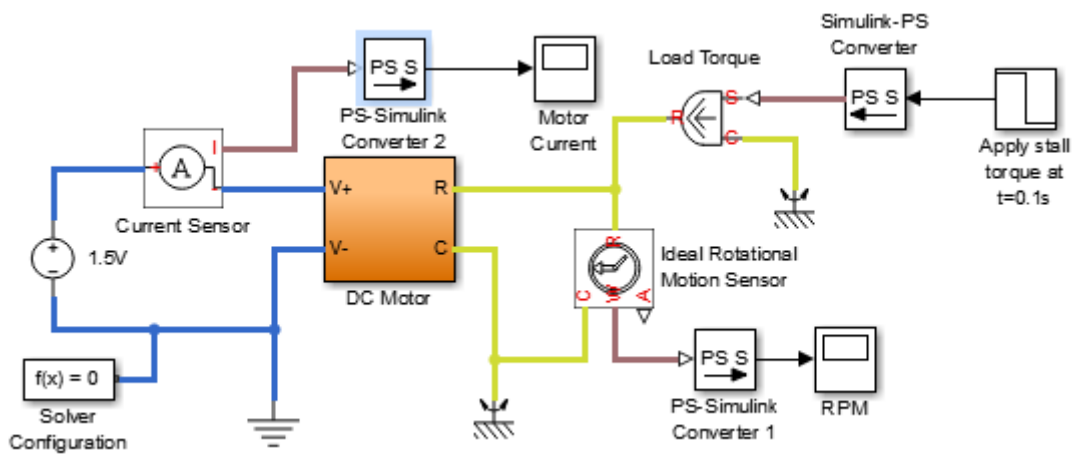 Simulink-PS
Converter
Load Torque
PS S
S
PS S
R
C
PS-Simulink
Converter 2
Motor
Current
Apply stall
torque at
t=0.1s
I
A
Current Sensor
V+
R
V-
C
DC Motor
1.5V
R
C
W
A
Ideal Rotational
Motion Sensor
PS S
PS-Simulink
Converter 1
RPM
f(x) = 0
Solver
Configuration